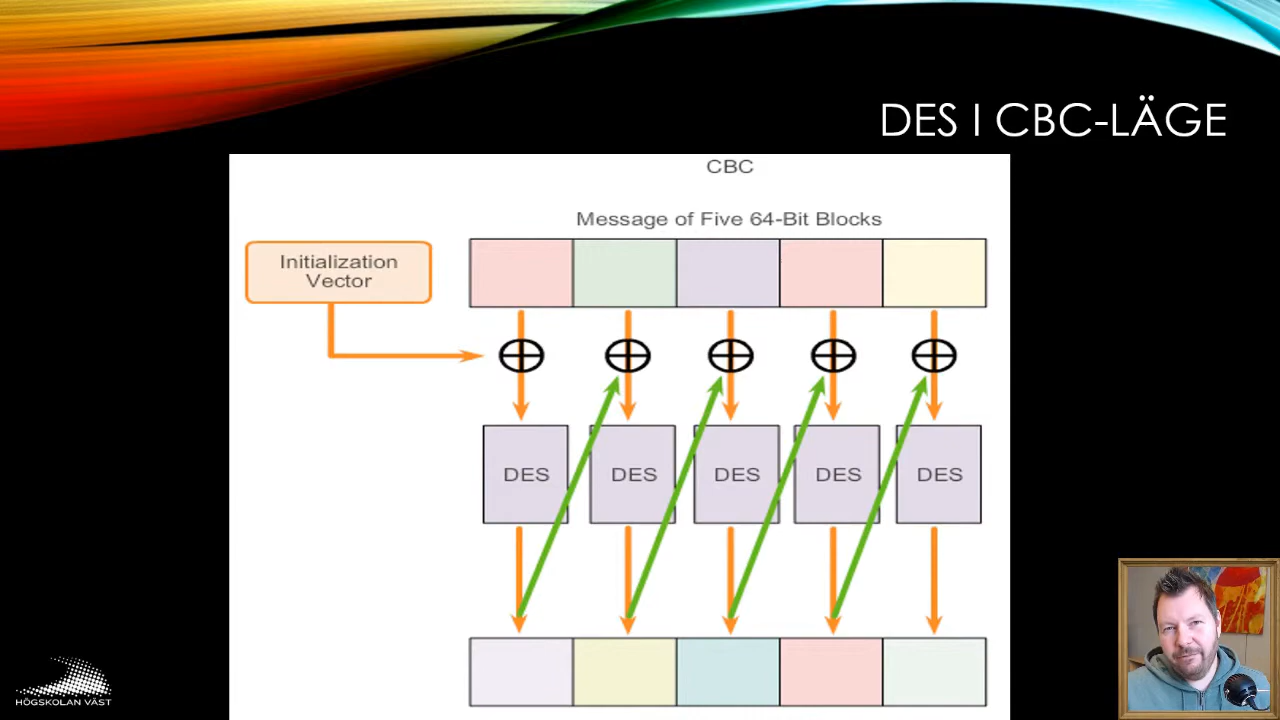 DES I CBC-LÄGE
CBC
Message of Five 64-Bit Blocks
Initialization
Vector
DES DES DES DES DES
HÖGSKOLAN VÄST